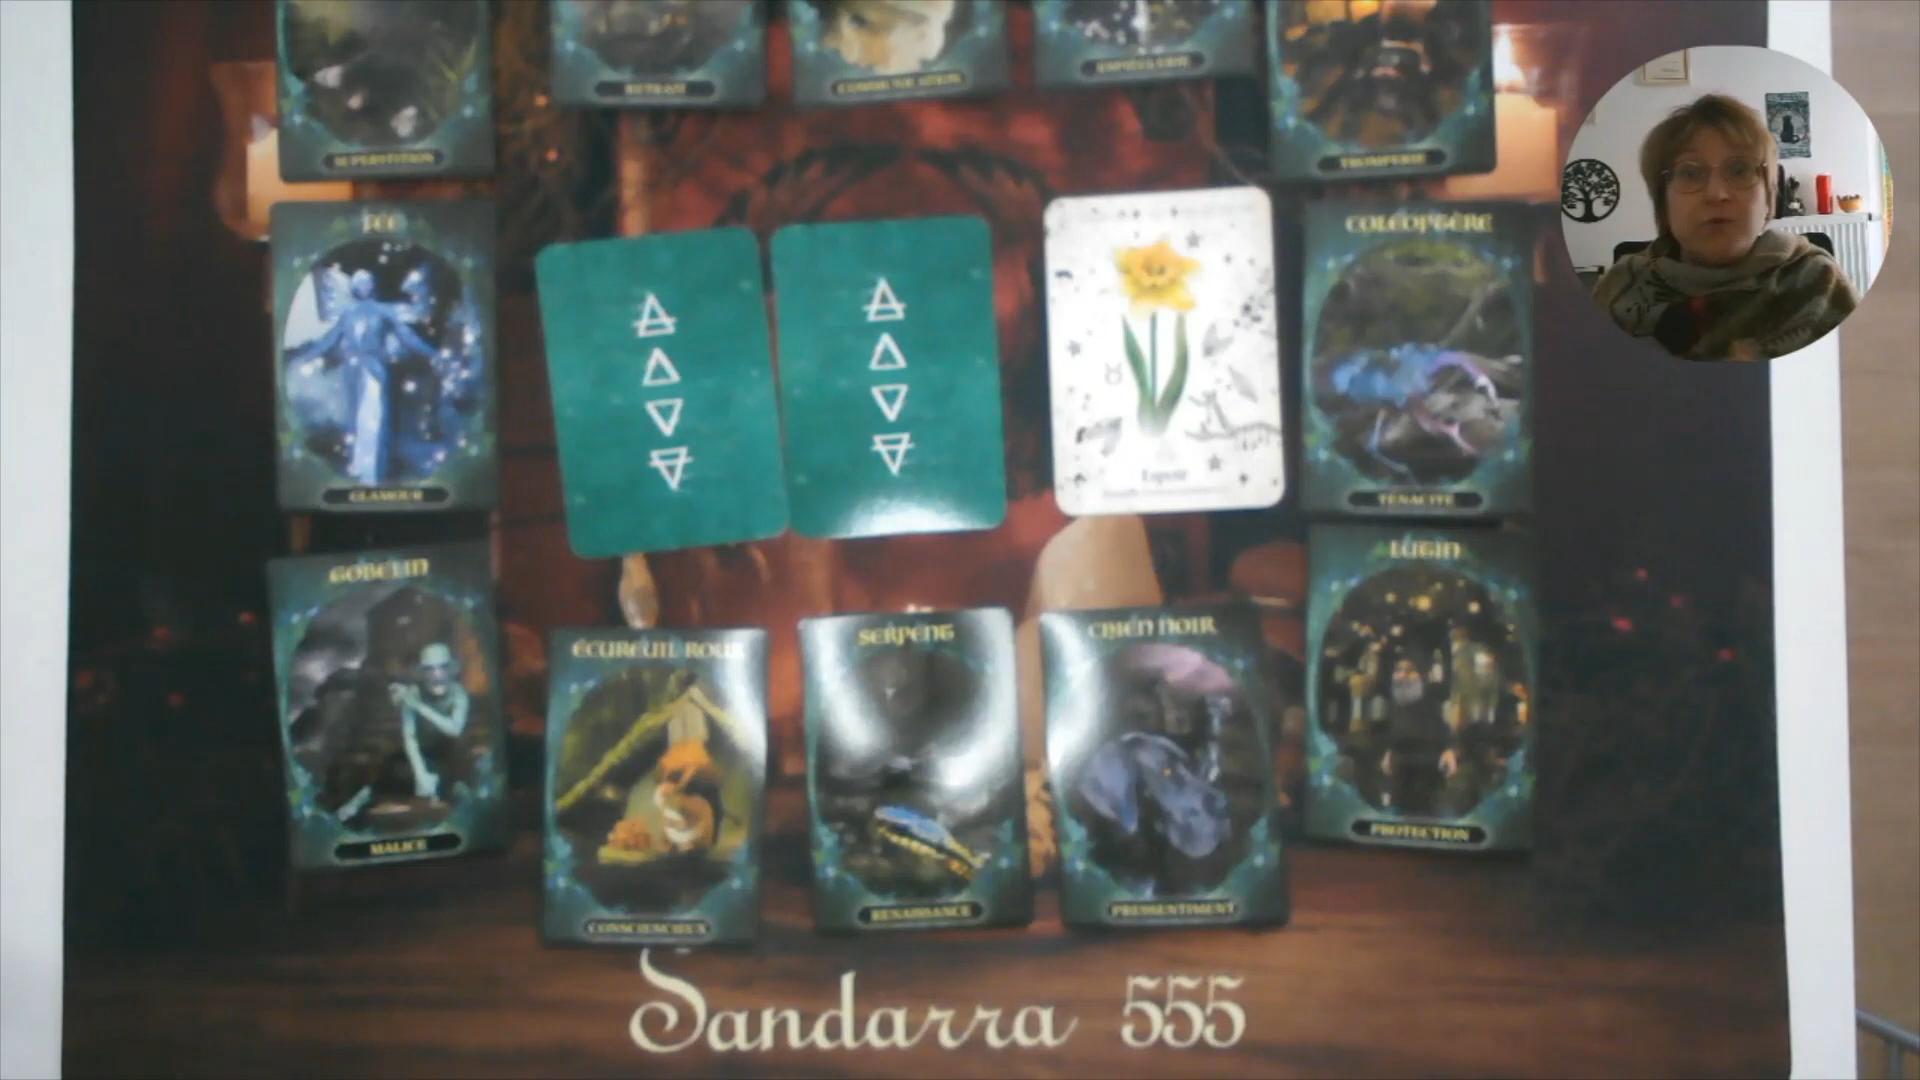 SUPERSTITION
RETRAIT
COMMUNICATION
TROMPERIE
FÉE
COLÉOPTÈRE
Espoir
GLAMOUR
TÉNACITÉ
GOBELIN
LUTIN
ÉCUREUIL ROUX
SERPENT
CHIEN NOIR
MALICE
PROTECTION
CONSCIENCIEUX
RENAISSANCE
PRESSENTIMENT
Sandarra 555